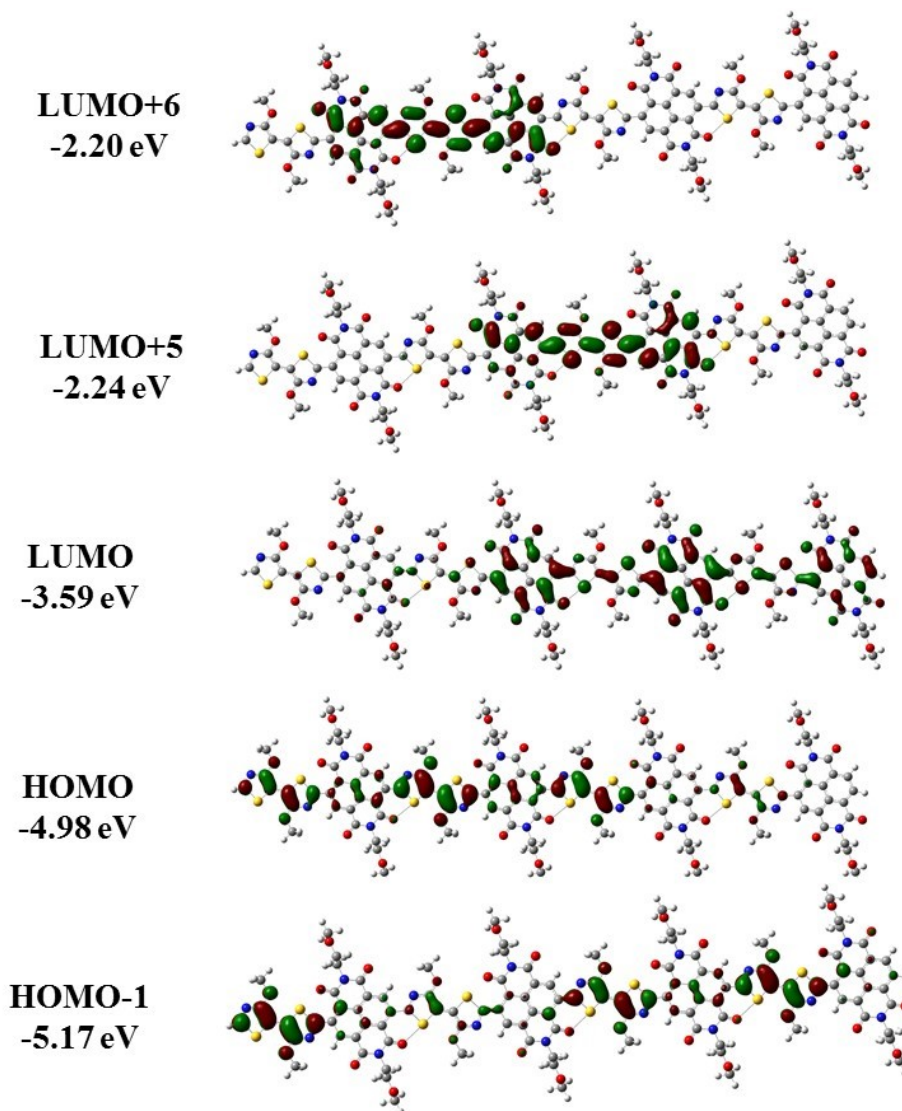 LUMO+6
-2.20 eV
LUMO+5
-2.24 eV
LUMO
-3.59 eV
HOMO
-4.98 eV
HOMO-1
-5.17 eV